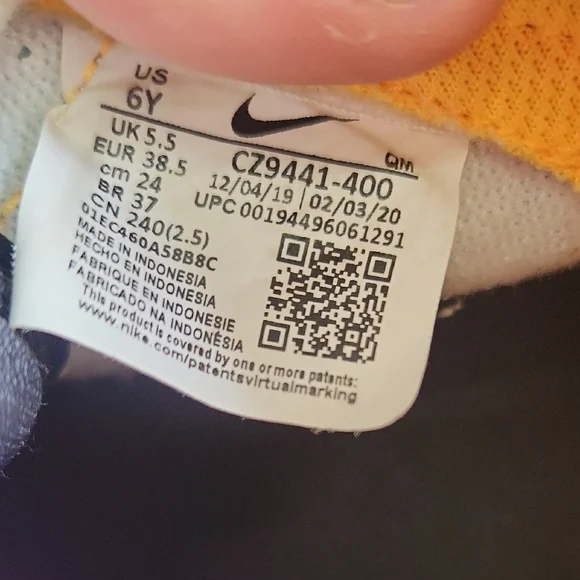 US
6Y
UK 5.5
EUR 38.5
cm 24
BR 37
CN 240(2.5)
01EC460A58B8C
QM
CZ9441-400
12/04/19 | 02/03/20
UPC 00194496061291
MADE IN INDONESIA
HECHO EN INDONESIA
FABRIQUE EN INDONESIE
FABRICADO NA INDONÉSIA
This product is covered by one or more patents:
www.nike.com/patentsvirtualmarking